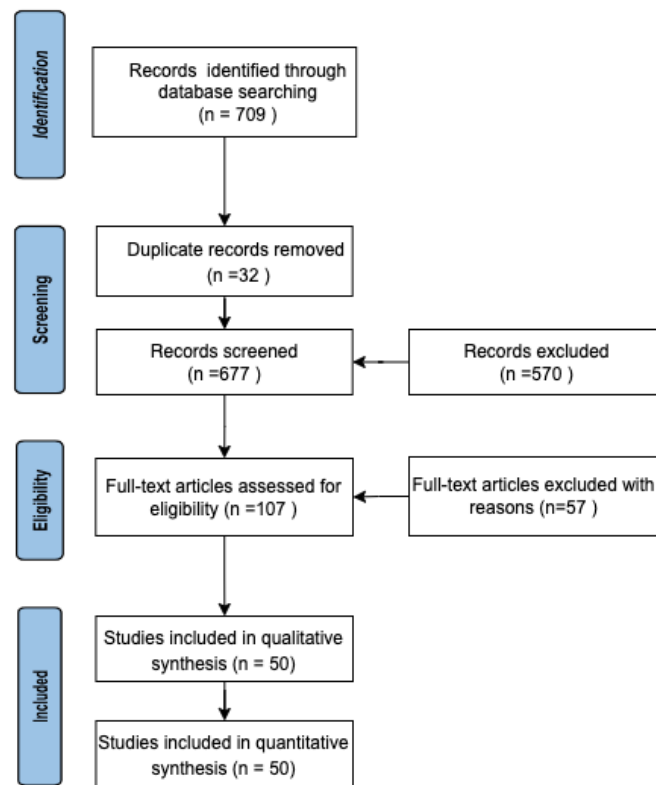 Identification
Records identified through
database searching
(n = 709 )
Screening
Duplicate records removed
(n =32 )
Records screened
(n =677 )
Records excluded
(n =570 )
Eligibility
Full-text articles assessed for
eligibility (n =107 )
Full-text articles excluded with
reasons (n=57 )
Included
Studies included in qualitative
synthesis (n = 50)
Studies included in quantitative
synthesis (n = 50)